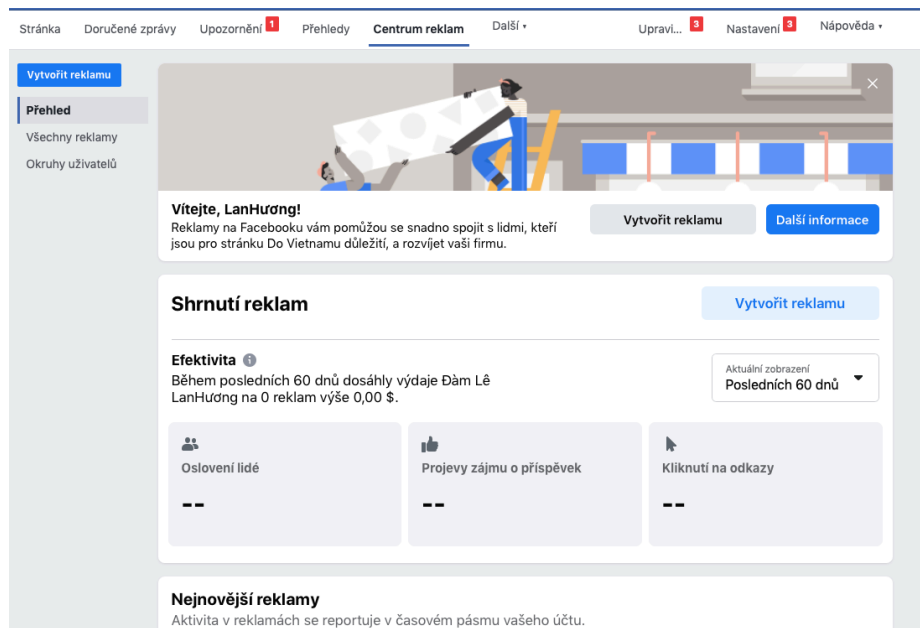 Stránka Doručené zprávy Upozornění 1 Přehledy Centrum reklam Další Upravi... 3 Nastavení 3 Nápověda
Vytvořit reklamu
Přehled
Všechny reklamy
Okruhy uživatelů
Vítejte, LanHương!
Reklamy na Facebooku vám pomůžou se snadno spojit s lidmi, kteří
jsou pro stránku Do Vietnamu důležití, a rozvíjet vaši firmu.
Vytvořit reklamu Další informace
Shrnutí reklam Vytvořit reklamu
Efektivita
Během posledních 60 dnů dosáhly výdaje Đàm Lê
LanHương na 0 reklam výše 0,00 $.
Aktuální zobrazení
Posledních 60 dnů
Oslovení lidé
--
Projevy zájmu o příspěvek
--
Kliknutí na odkazy
--
Nejnovější reklamy
Aktivita v reklamách se reportuje v časovém pásmu vašeho účtu.